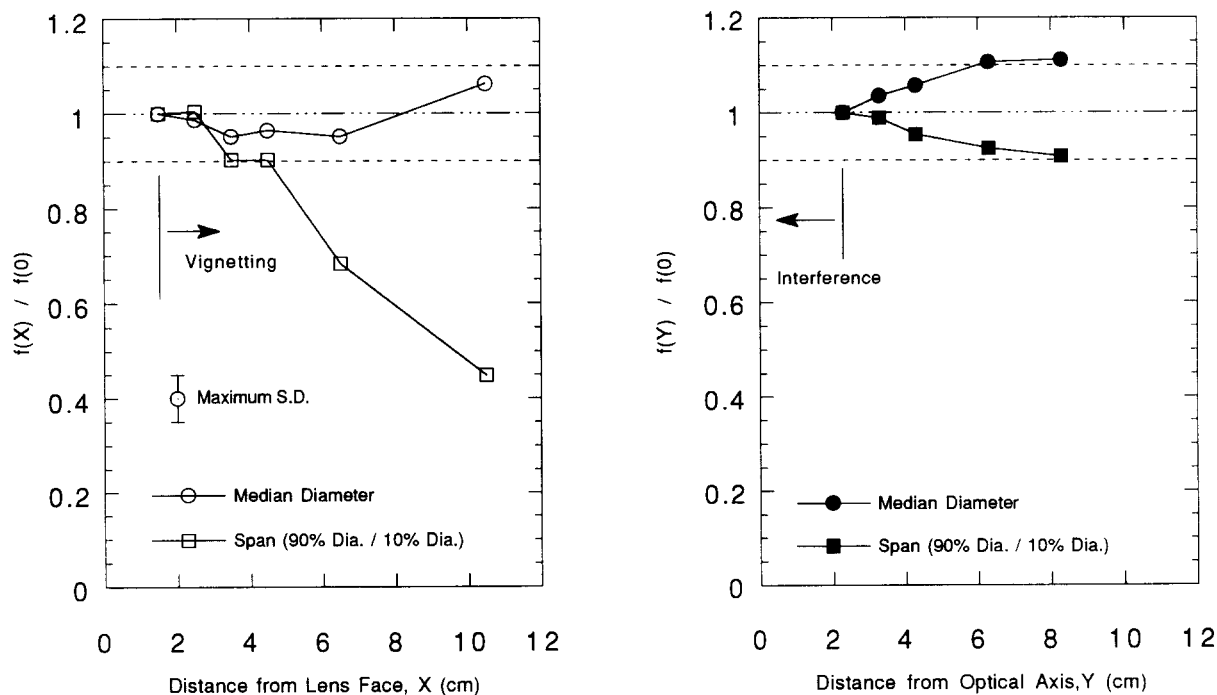 1.2
1
0.8
0.6
0.4
0.2
0
f(X) / f(0)
Vignetting
Maximum S.D.
Median Diameter
Span (90% Dia. / 10% Dia.)
0 2 4 6 8 10 12
Distance from Lens Face, X (cm)
1.2
1
0.8
0.6
0.4
0.2
0
f(Y) / f(0)
Interference
Median Diameter
Span (90% Dia. / 10% Dia.)
0 2 4 6 8 10 12
Distance from Optical Axis,Y (cm)